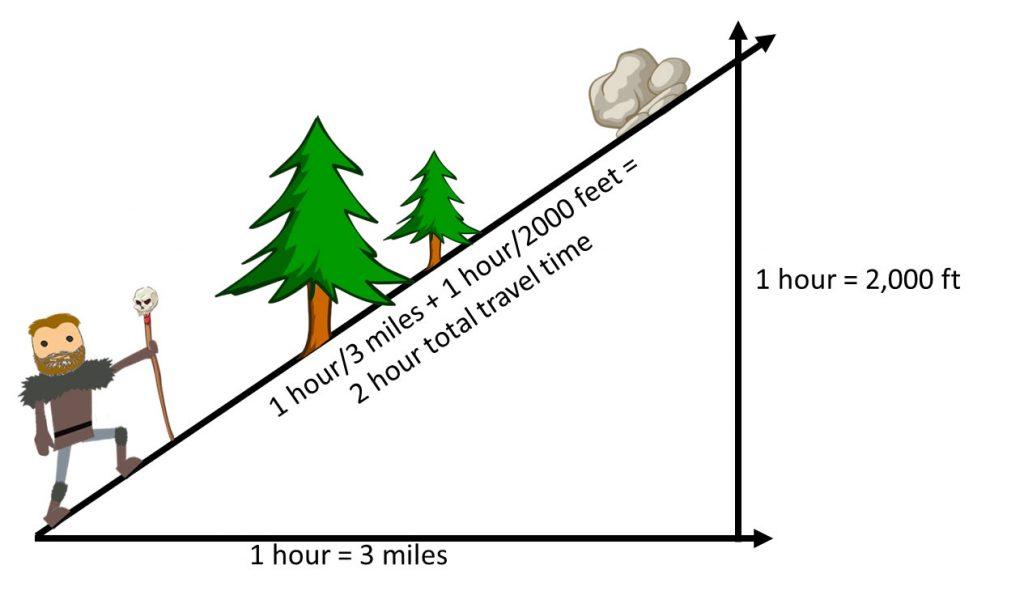 1 hour/3 miles + 1 hour/2000 feet =
2 hour total travel time
1 hour = 2,000 ft
1 hour = 3 miles